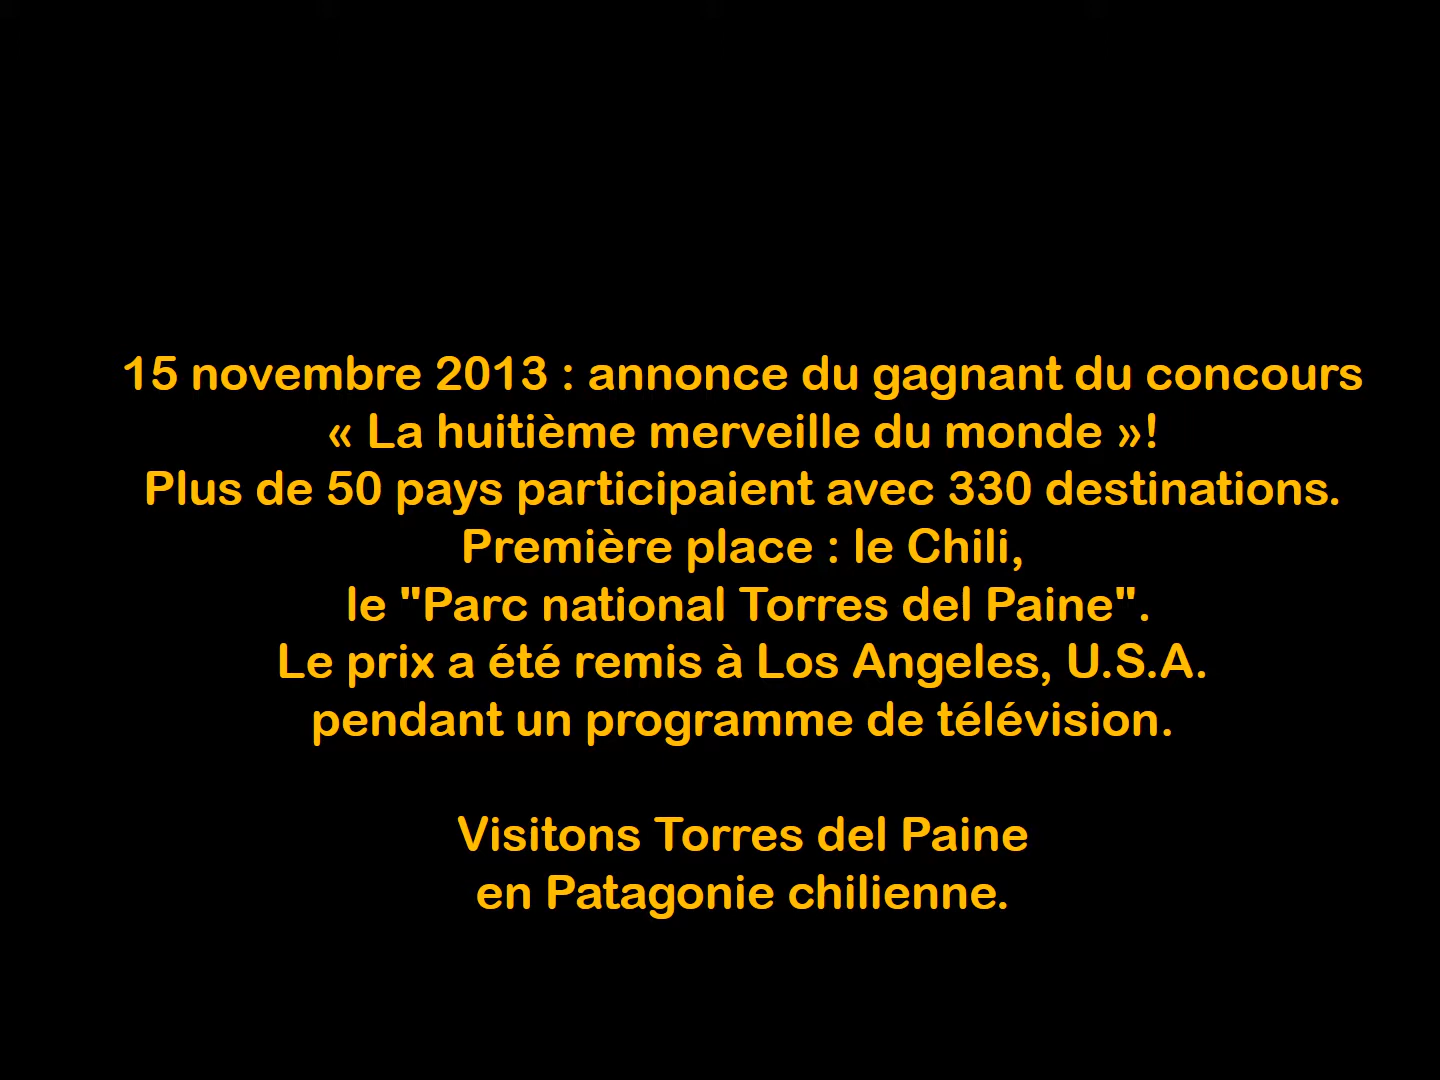 15 novembre 2013 : annonce du gagnant du concours
« La huitième merveille du monde »!
Plus de 50 pays participaient avec 330 destinations.
Première place : le Chili,
le "Parc national Torres del Paine".
Le prix a été remis à Los Angeles, U.S.A.
pendant un programme de télévision.
Visitons Torres del Paine
en Patagonie chilienne.